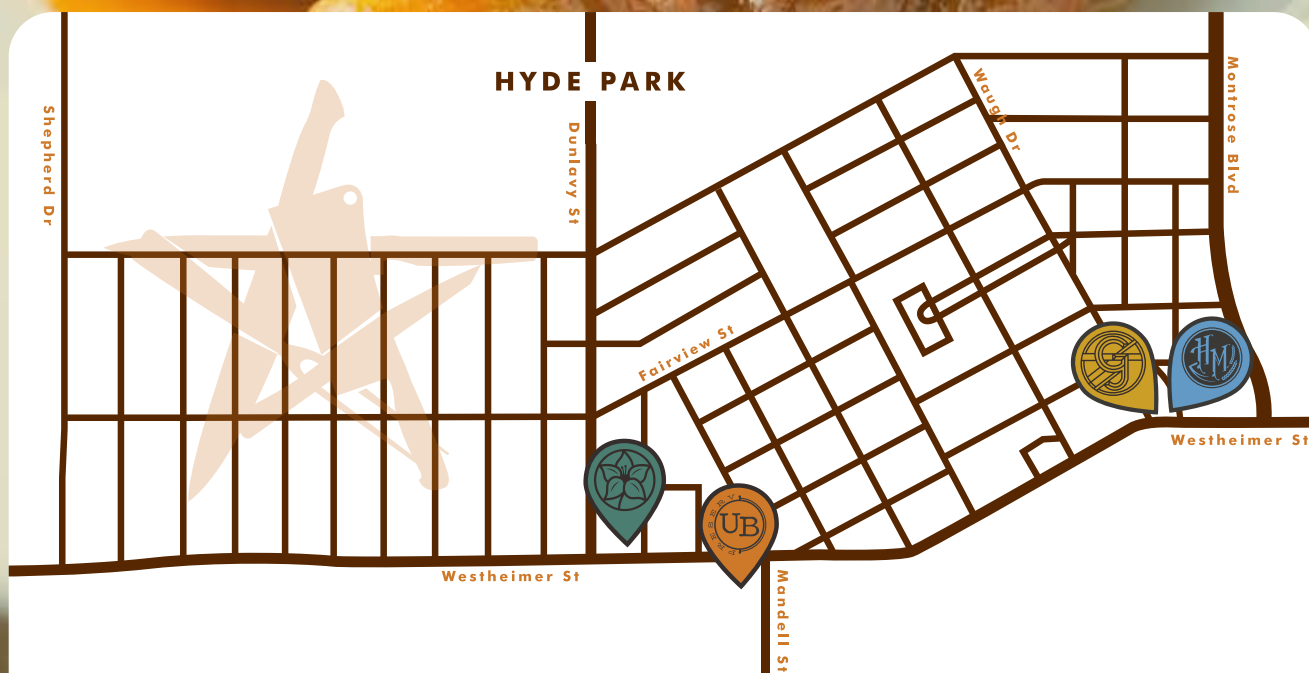 HYDE PARK
Shepherd Dr
Dunlavy St
Waugh Dr
Montrose Blvd
Fairview St
GJ
HM
Westheimer St
UB
Westheimer St
Mandell St